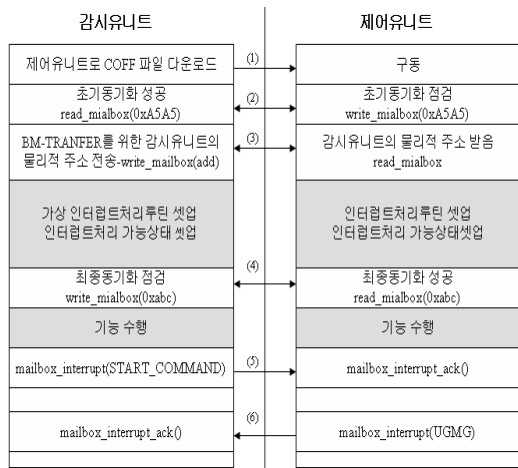 감시유니트
제어유니트
제어유니트로 COFF 파일 다운로드
(1)
구동
초기동기화 성공
read_mialbox(0xA5A5)
(2)
초기동기화 점검
write_mialbox(0xA5A5)
BM-TRANFER를 위한 감시유니트의
물리적 주소 전송-write_mailbox(add)
(3)
감시유니트의 물리적 주소 받음
read_mialbox
가상 인터럽트처리루틴 셋업
인터럽트처리 가능상태 셋업
인터럽트처리루틴 셋업
인터럽트처리 가능상태셋업
최종동기화 점검
write_mialbox(0xabc)
(4)
최종동기화 성공
read_mialbox(0xabc)
기능 수행
기능 수행
mailbox_interrupt(START_COMMAND)
(5)
mailbox_interrupt_ack()
mailbox_interrupt_ack()
(6)
mailbox_interrupt(UGMG)